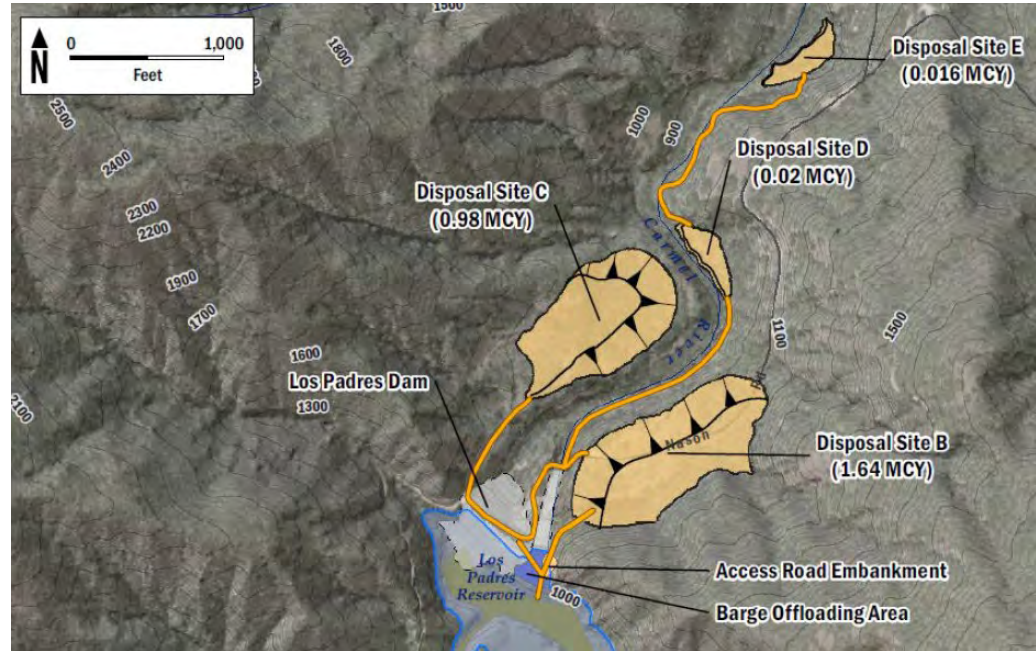 1500
0 1,000
Feet
N
1800
2500
2400
2300
2200
1900
1700
1600
1300
2100
1000
900
Disposal Site E
(0.016 MCY)
Disposal Site D
(0.02 MCY)
Disposal Site C
(0.98 MCY)
Carmel
River
1100
1500
Los Padres Dam
Nason
Disposal Site B
(1.64 MCY)
Los
Padres
Reservoir
1000
Access Road Embankment
Barge Offloading Area